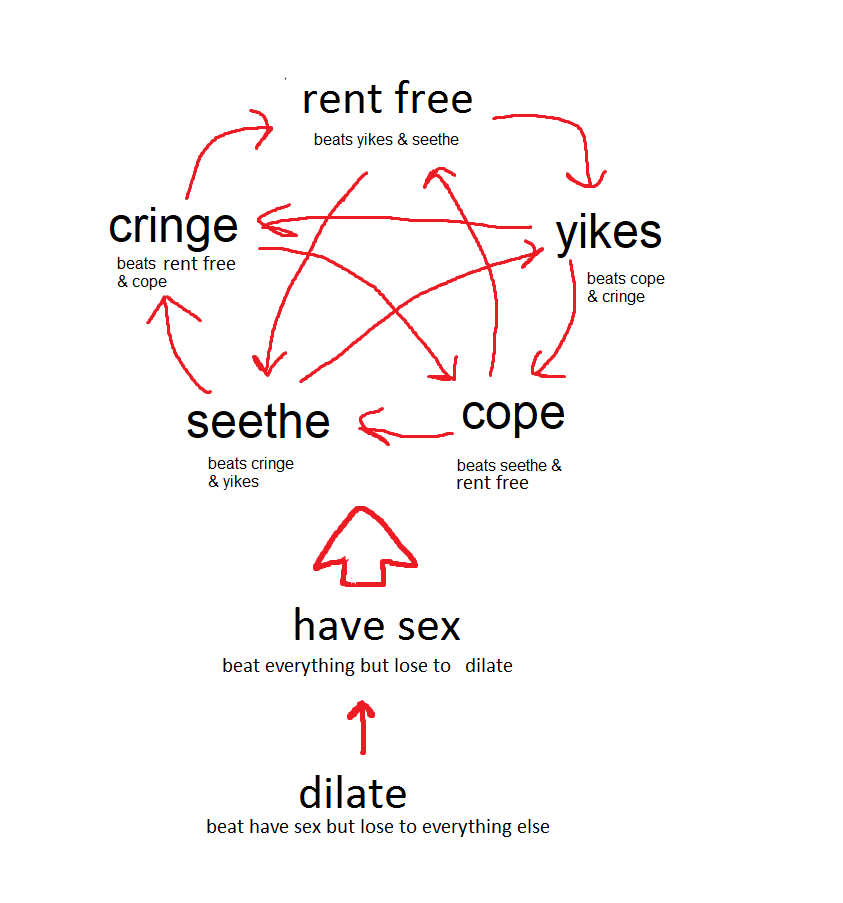 rent free
beats yikes & seethe
cringe
beats rent free
& cope
yikes
beats cope
& cringe
seethe
beats cringe
& yikes
cope
beats seethe &
rent free
have sex
beat everything but lose to dilate
dilate
beat have sex but lose to everything else